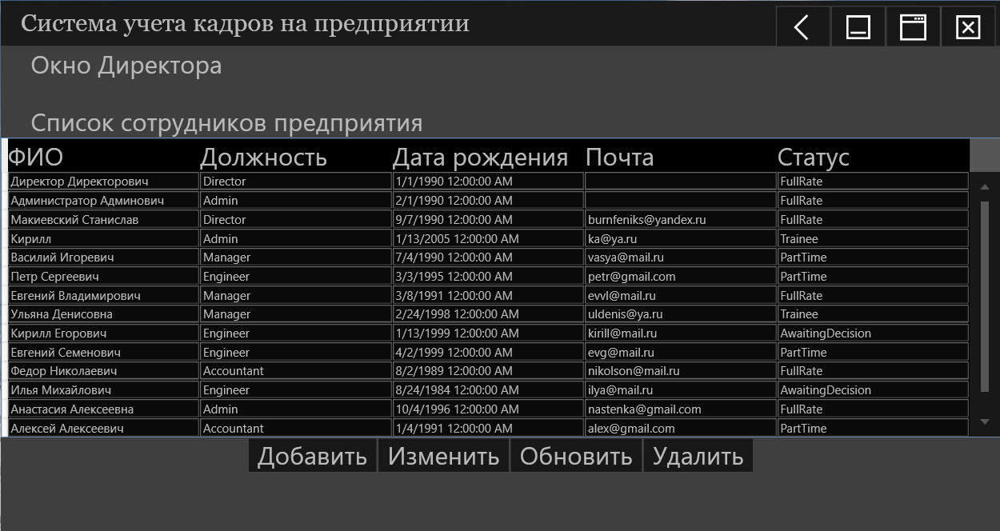 Система учета кадров на предприятии
Окно Директора
Список сотрудников предприятия
ФИО Должность Дата рождения Почта Статус
Директор Директорович Director 1/1/1990 12:00:00 AM FullRate
Администратор Админович Admin 2/1/1990 12:00:00 AM FullRate
Макиевский Станислав Director 9/7/1990 12:00:00 AM burnfeniks@yandex.ru FullRate
Кирилл Admin 1/13/2005 12:00:00 AM ka@ya.ru Trainee
Василий Игоревич Manager 7/4/1990 12:00:00 AM vasya@mail.ru PartTime
Петр Сергеевич Engineer 3/3/1995 12:00:00 AM petr@gmail.com PartTime
Евгений Владимирович Manager 3/8/1991 12:00:00 AM evvl@mail.ru FullRate
Ульяна Денисовна Manager 2/24/1998 12:00:00 AM uldenis@ya.ru Trainee
Кирилл Егорович Engineer 1/13/1999 12:00:00 AM kirill@mail.ru AwaitingDecision
Евгений Семенович Engineer 4/2/1999 12:00:00 AM evg@mail.ru PartTime
Федор Николаевич Accountant 8/2/1989 12:00:00 AM nikolson@mail.ru FullRate
Илья Михайлович Engineer 8/24/1984 12:00:00 AM ilya@mail.ru AwaitingDecision
Анастасия Алексеевна Admin 10/4/1996 12:00:00 AM nastenka@gmail.com FullRate
Алексей Алексеевич Accountant 1/4/1991 12:00:00 AM alex@gmail.com PartTime
Добавить Изменить Обновить Удалить